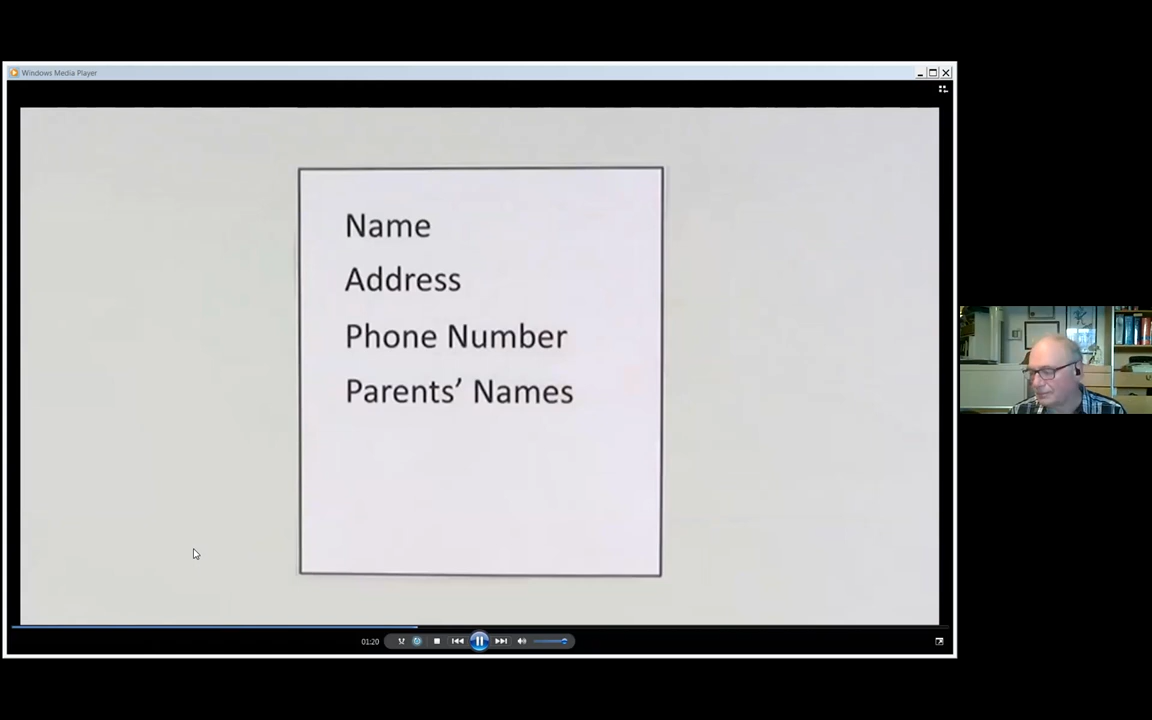 Windows Media Player
Name
Address
Phone Number
Parents’ Names
01:20